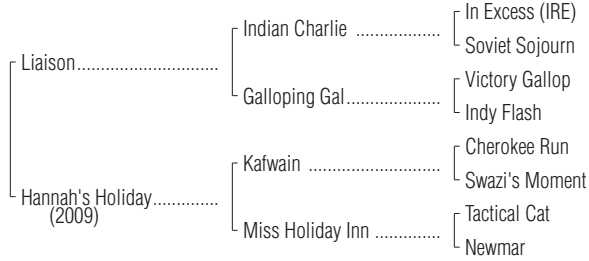 In Excess (IRE)
Indian Charlie ..................
Soviet Sojourn
Liaison..............................
Victory Gallop
Galloping Gal....................
Indy Flash
Cherokee Run
Kafwain ............................
Swazi's Moment
Hannah's Holiday..............
(2009)
Tactical Cat
Miss Holiday Inn ..............
Newmar